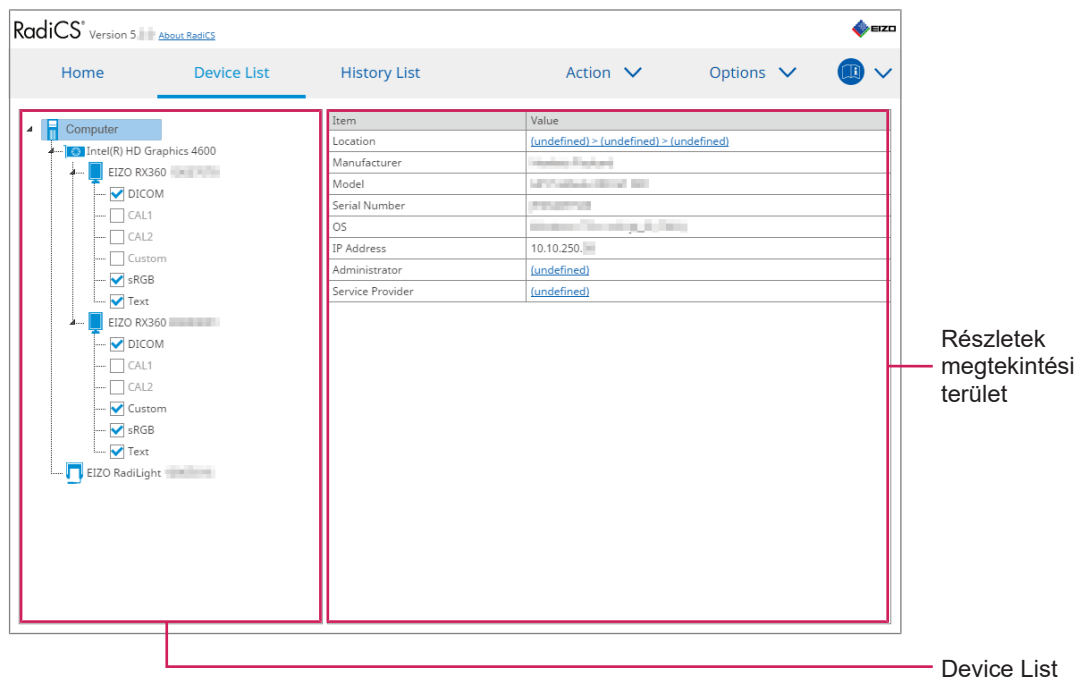 RadiCS® Version 5. About RadiCS
EIZO
Home Device List History List Action Options
Computer
Intel(R) HD Graphics 4600
EIZO RX360
DICOM
CAL1
CAL2
Custom
sRGB
Text
EIZO RX360
DICOM
CAL1
CAL2
Custom
sRGB
Text
EIZO RadiLight
Item Value
Location (undefined) > (undefined) > (undefined)
Manufacturer
Model
Serial Number
OS
IP Address 10.10.250.
Administrator (undefined)
Service Provider (undefined)
Részletek
megtekintési
terület
Device List